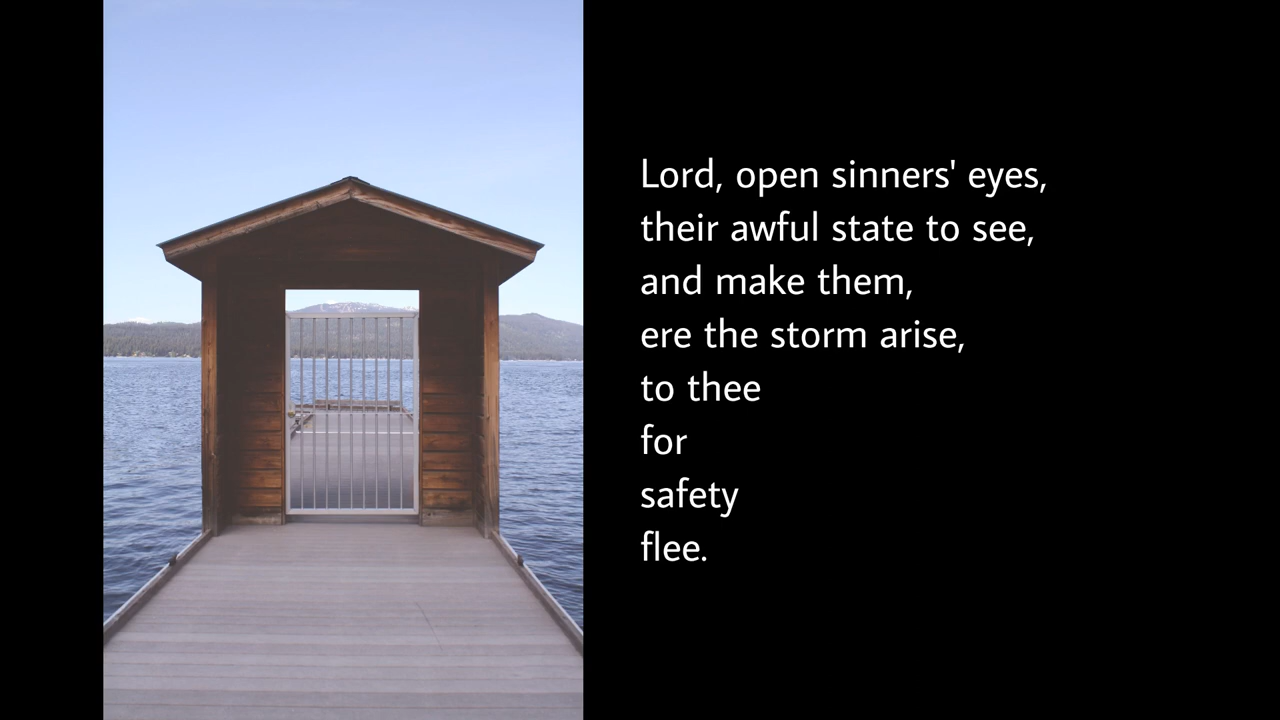 Lord, open sinners' eyes,
their awful state to see,
and make them,
ere the storm arise,
to thee
for
safety
flee.